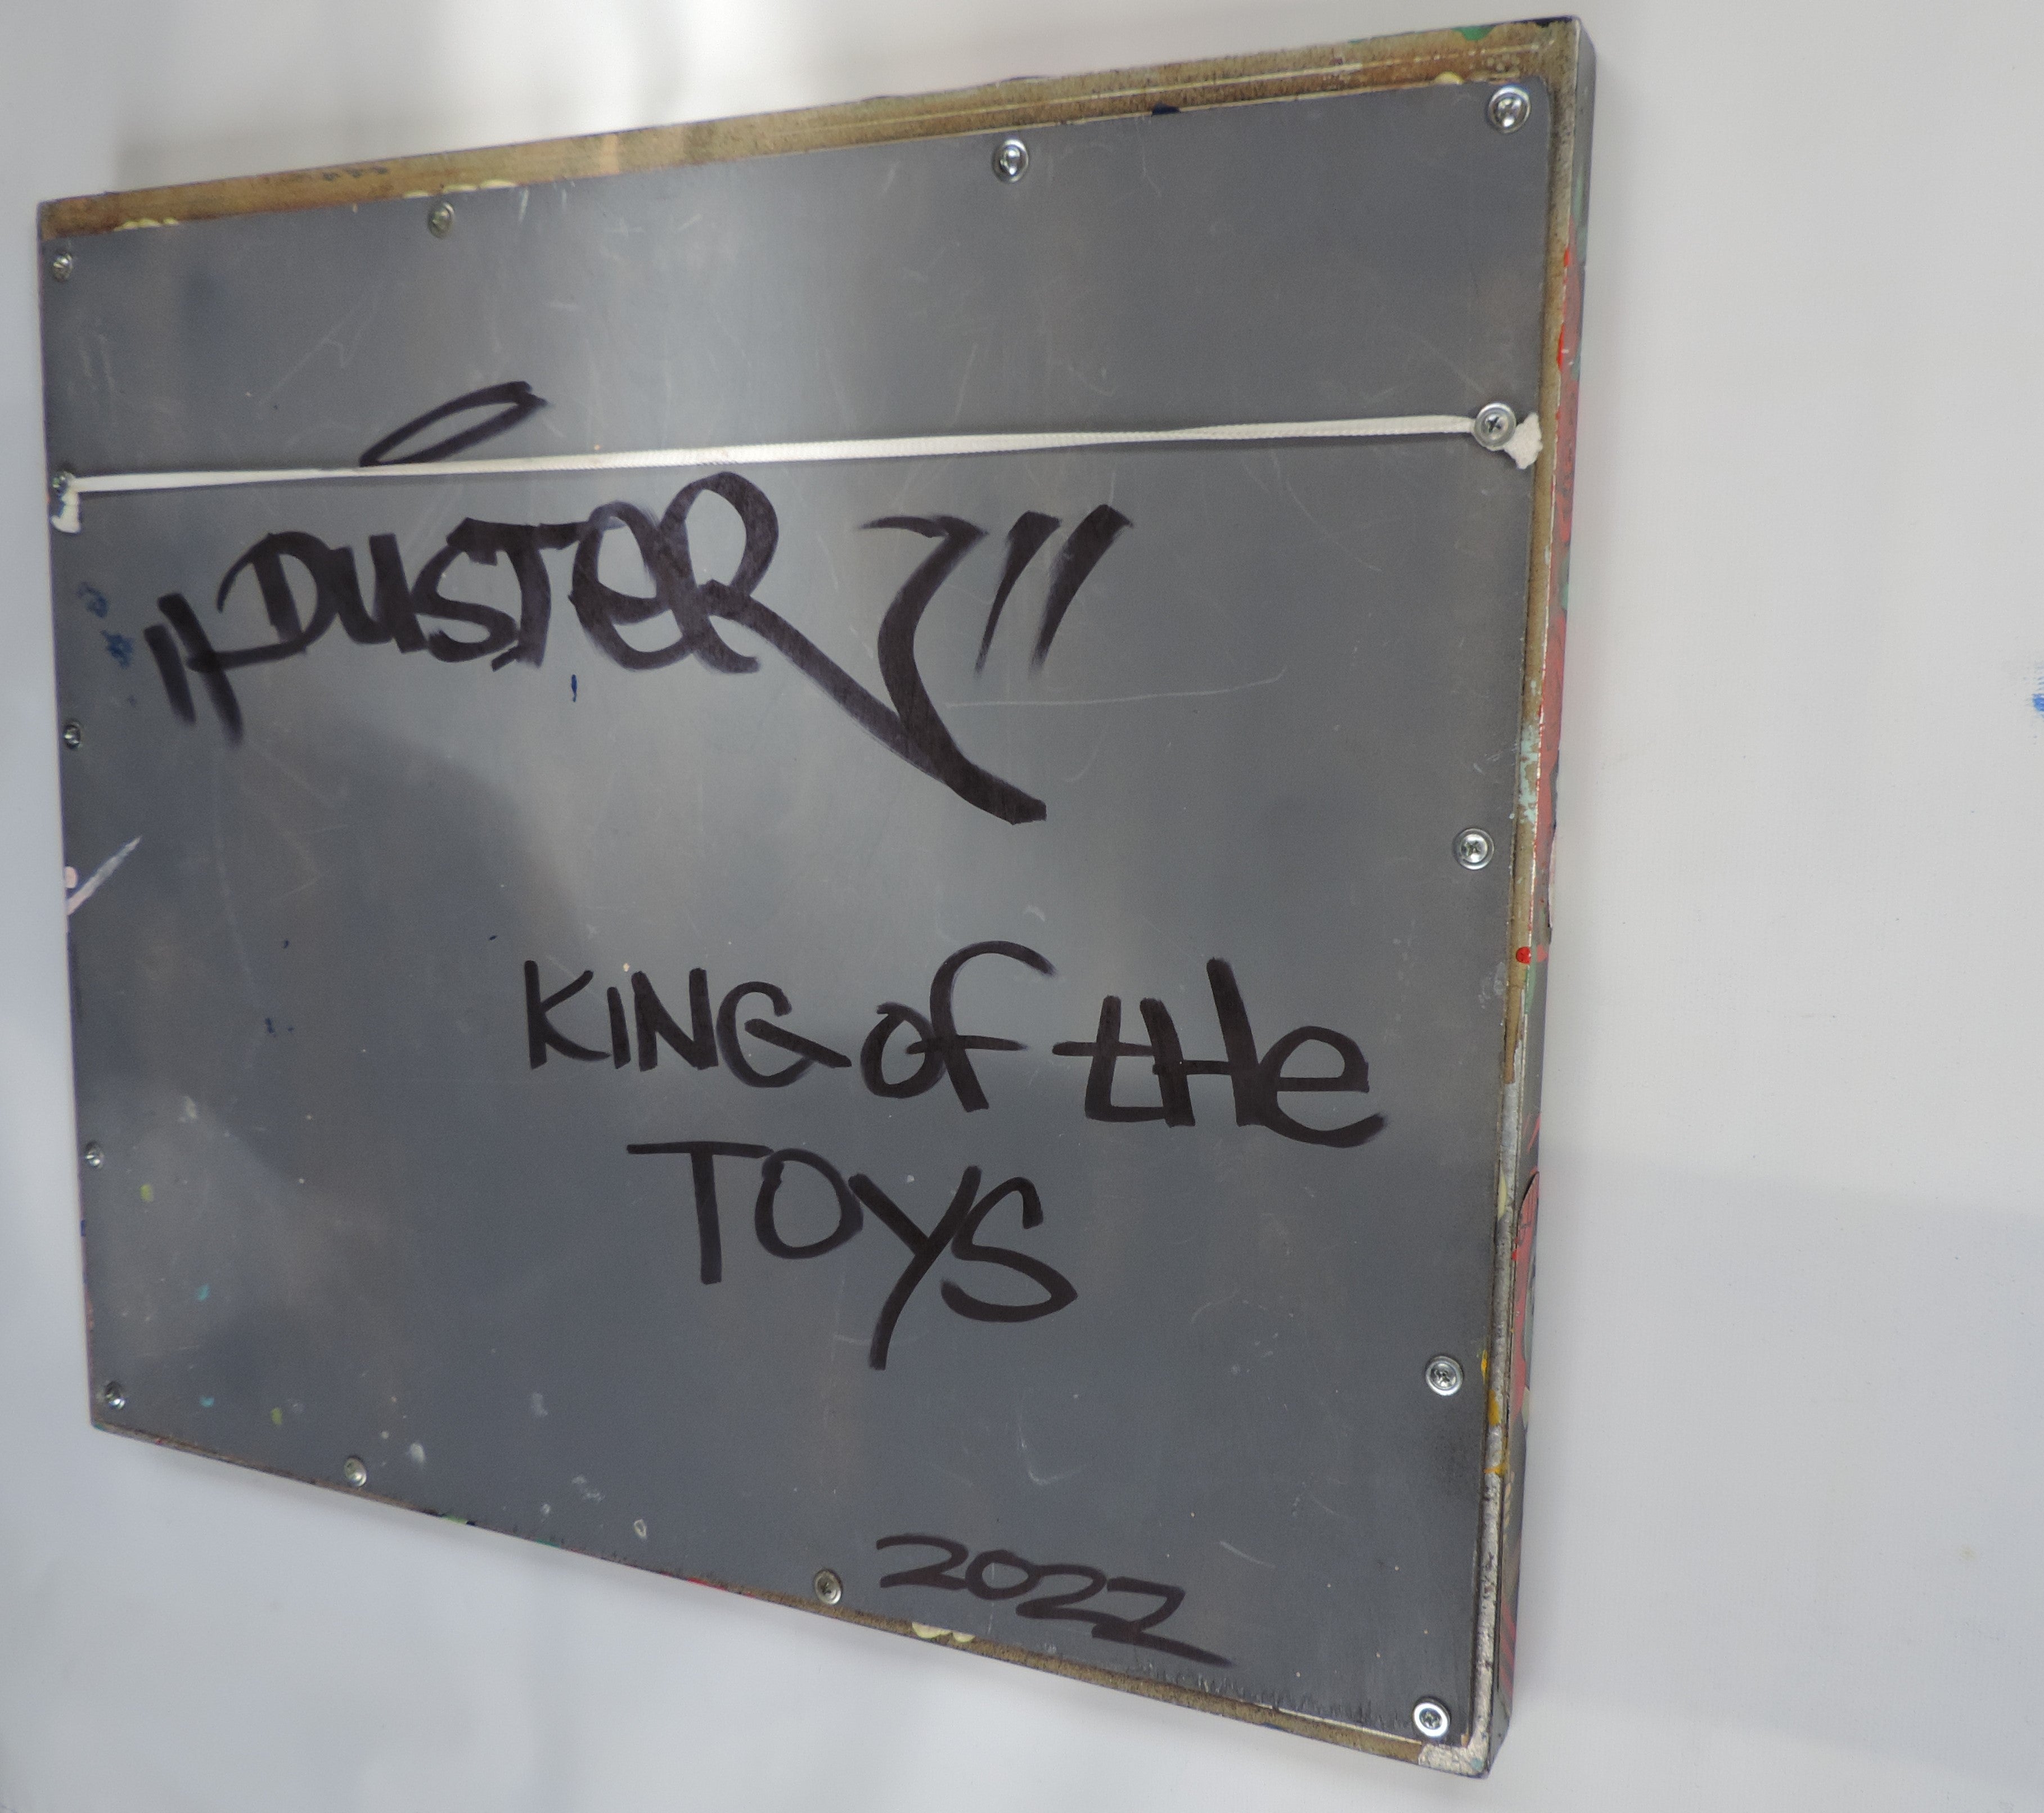 "DUSTER"
KING of the
TOYS
2022